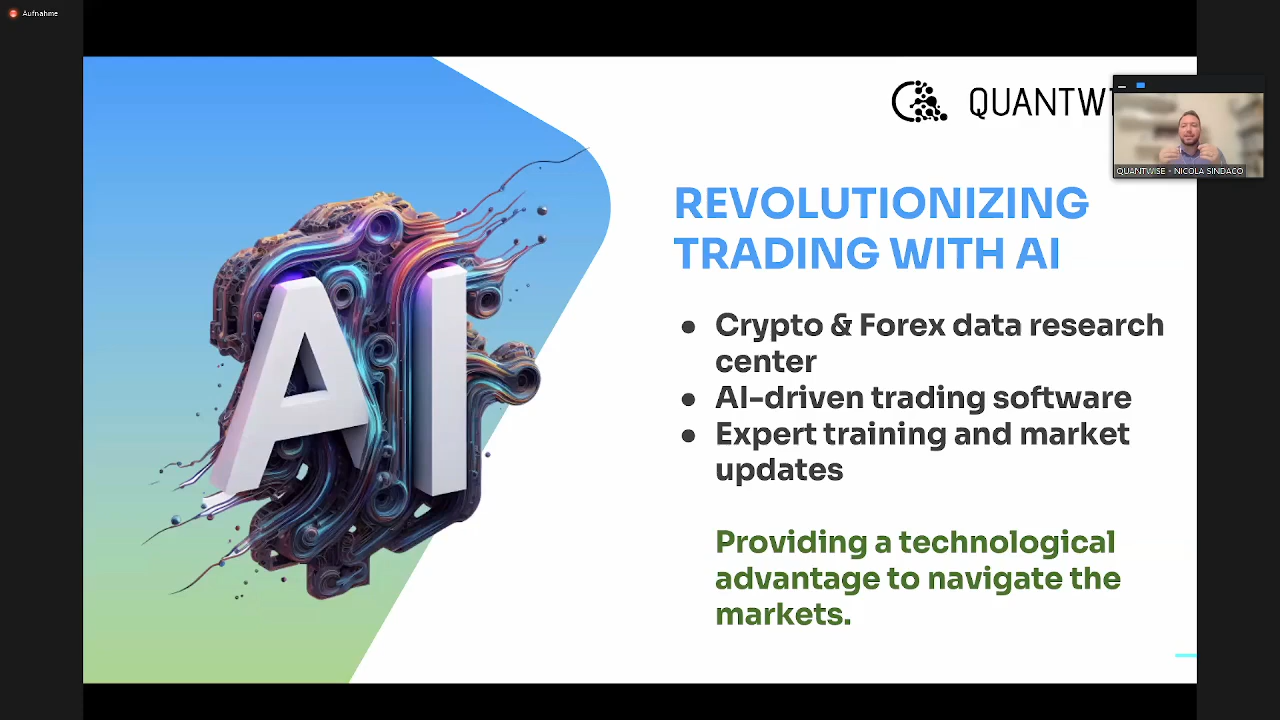 Aufnahme
QUANTW
QUANTWISE - NICOLA SINDACO
REVOLUTIONIZING
TRADING WITH AI
AI
● Crypto & Forex data research
center
● AI-driven trading software
● Expert training and market
updates
Providing a technological
advantage to navigate the
markets.